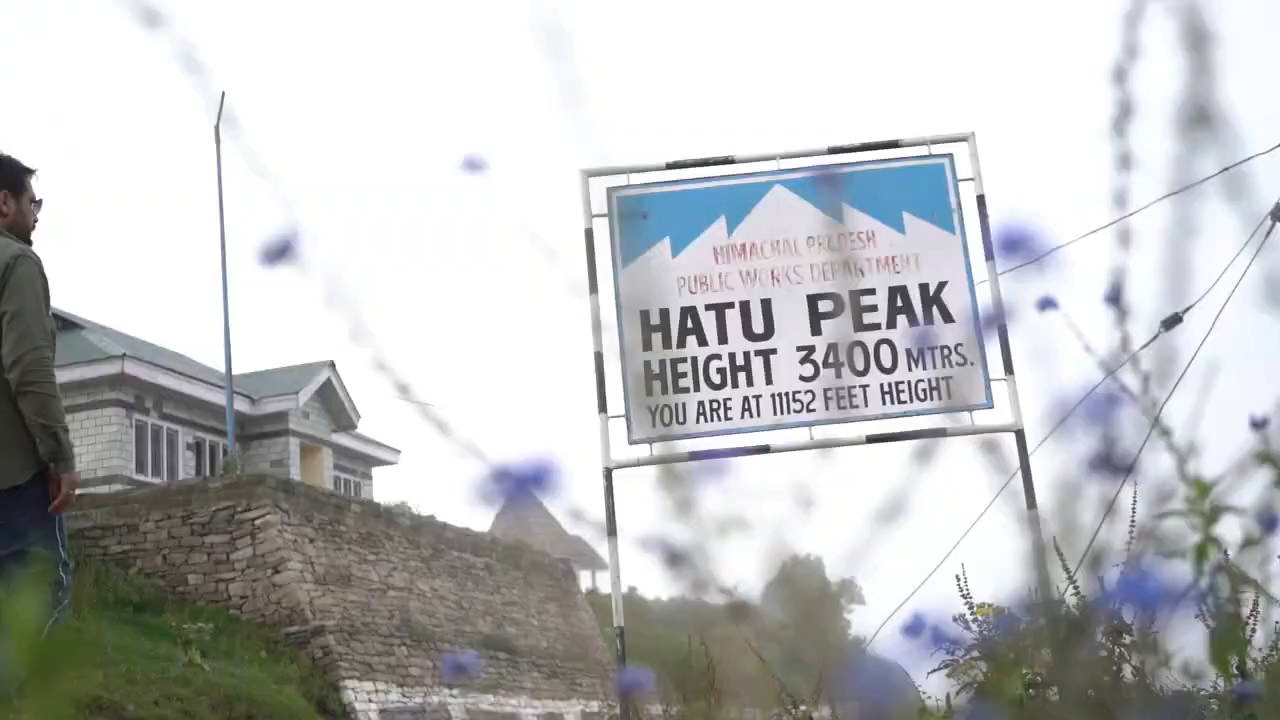 HIMACHAL PRADESH
PUBLIC WORKS DEPARTMENT
HATU PEAK
HEIGHT 3400 MTRS.
YOU ARE AT 11152 FEET HEIGHT